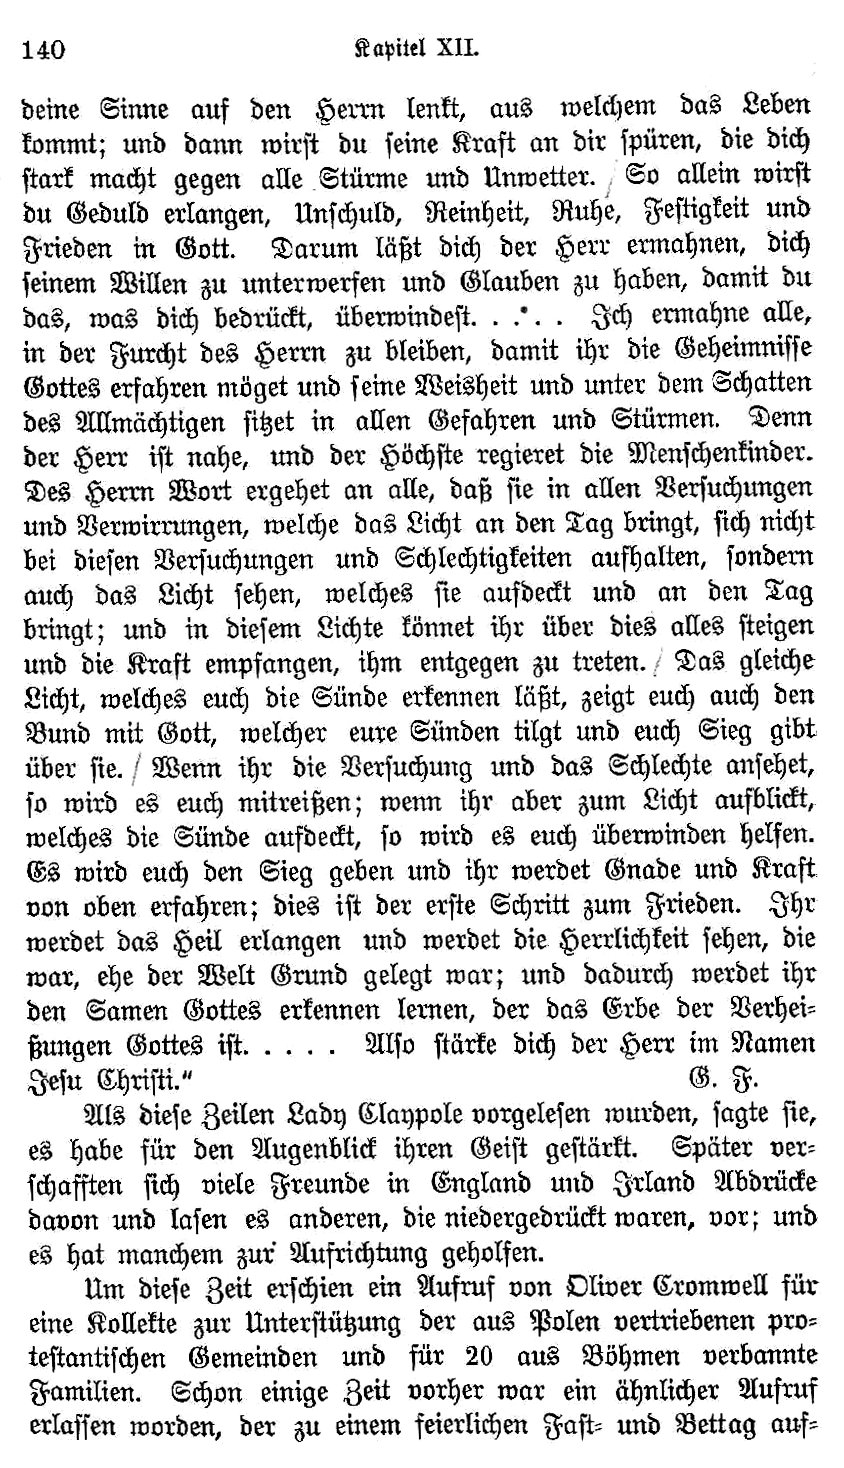 140 Kapitel XII.
deine Sinne auf den Herrn lenkt, aus welchem das Leben
kommt; und dann wirst du seine Kraft an dir spüren, die dich
stark macht gegen alle Stürme und Unwetter. So allein wirst
du Geduld erlangen, Unschuld, Reinheit, Ruhe, Festigkeit und
Frieden in Gott. Darum läßt dich der Herr ermahnen, dich
seinem Willen zu unterwerfen und Glauben zu haben, damit du
das, was dich bedrückt, überwindest. . . . . Ich ermahne alle,
in der Furcht des Herrn zu bleiben, damit ihr die Geheimnisse
Gottes erfahren möget und seine Weisheit und unter dem Schatten
des Allmächtigen sitzet in allen Gefahren und Stürmen. Denn
der Herr ist nahe, und der Höchste regieret die Menschenkinder.
Des Herrn Wort ergehet an alle, daß sie in allen Versuchungen
und Verwirrungen, welche das Licht an den Tag bringt, sich nicht
bei diesen Versuchungen und Schlechtigkeiten aufhalten, sondern
auch das Licht sehen, welches sie aufdeckt und an den Tag
bringt; und in diesem Lichte könnet ihr über dies alles steigen
und die Kraft empfangen, ihm entgegen zu treten. / Das gleiche
Licht, welches euch die Sünde erkennen läßt, zeigt euch auch den
Bund mit Gott, welcher eure Sünden tilgt und euch Sieg gibt
über sie. / Wenn ihr die Versuchung und das Schlechte ansehet,
so wird es euch mitreißen; wenn ihr aber zum Licht aufblickt,
welches die Sünde aufdeckt, so wird es euch überwinden helfen.
Es wird euch den Sieg geben und ihr werdet Gnade und Kraft
von oben erfahren; dies ist der erste Schritt zum Frieden. Ihr
werdet das Heil erlangen und werdet die Herrlichkeit sehen, die
war, ehe der Welt Grund gelegt war; und dadurch werdet ihr
den Samen Gottes erkennen lernen, der das Erbe der Verhei-
ßungen Gottes ist. . . . . . Also stärke dich der Herr im Namen
Jesu Christi." G. F.
Als diese Zeilen Lady Claypole vorgelesen wurden, sagte sie,
es habe für den Augenblick ihren Geist gestärkt. Später ver-
schafften sich viele Freunde in England und Irland Abdrücke
davon und lasen es anderen, die niedergedrückt waren, vor; und
es hat manchem zur Aufrichtung geholfen.
Um diese Zeit erschien ein Aufruf von Oliver Cromwell für
eine Kollekte zur Unterstützung der aus Polen vertriebenen pro-
testantischen Gemeinden und für 20 aus Böhmen verbannte
Familien. Schon einige Zeit vorher war ein ähnlicher Aufruf
erlassen worden, der zu einem feierlichen Fast- und Bettag auf-